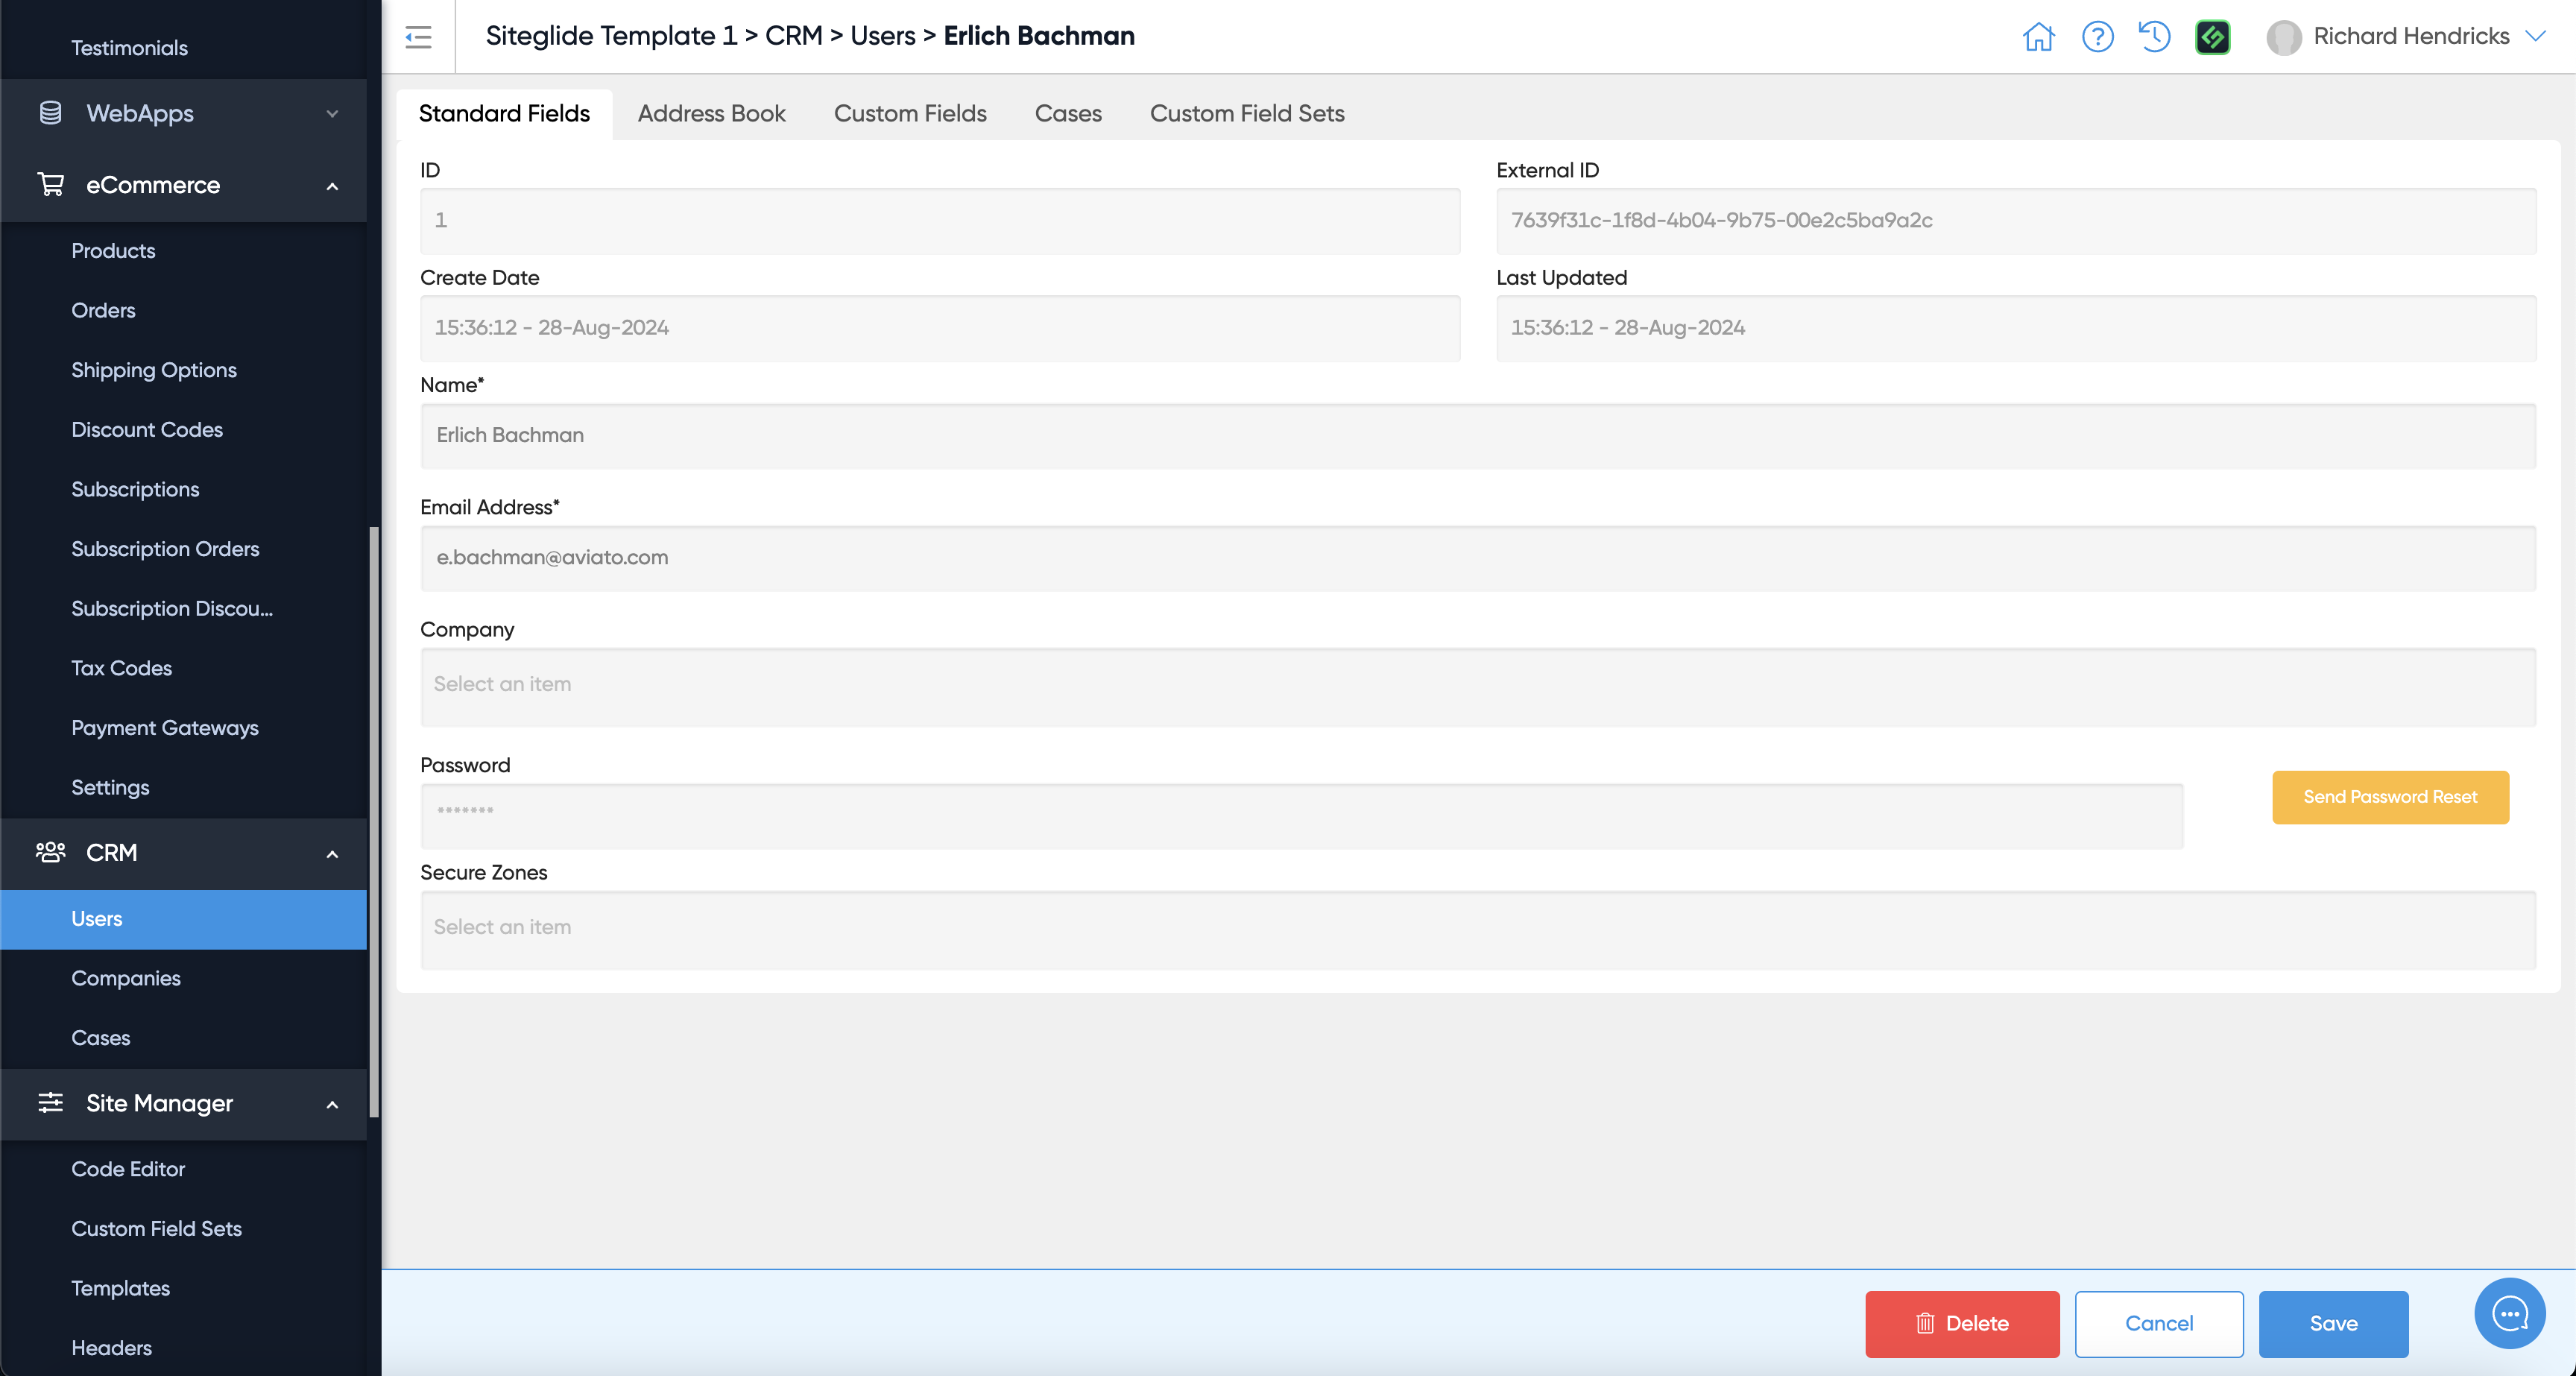 Testimonials
WebApps
eCommerce
Products
Orders
Shipping Options
Discount Codes
Subscriptions
Subscription Orders
Subscription Discou...
Tax Codes
Payment Gateways
Settings
CRM
Users
Companies
Cases
Site Manager
Code Editor
Custom Field Sets
Templates
Headers
Siteglide Template 1 > CRM > Users > Erlich Bachman
Richard Hendricks
Standard Fields Address Book Custom Fields Cases Custom Field Sets
ID External ID
1 7639f31c-1f8d-4b04-9b75-00e2c5ba9a2c
Create Date Last Updated
15:36:12 - 28-Aug-2024 15:36:12 - 28-Aug-2024
Name*
Erlich Bachman
Email Address*
e.bachman@aviato.com
Company
Select an item
Password
*******
Send Password Reset
Secure Zones
Select an item
Delete Cancel Save